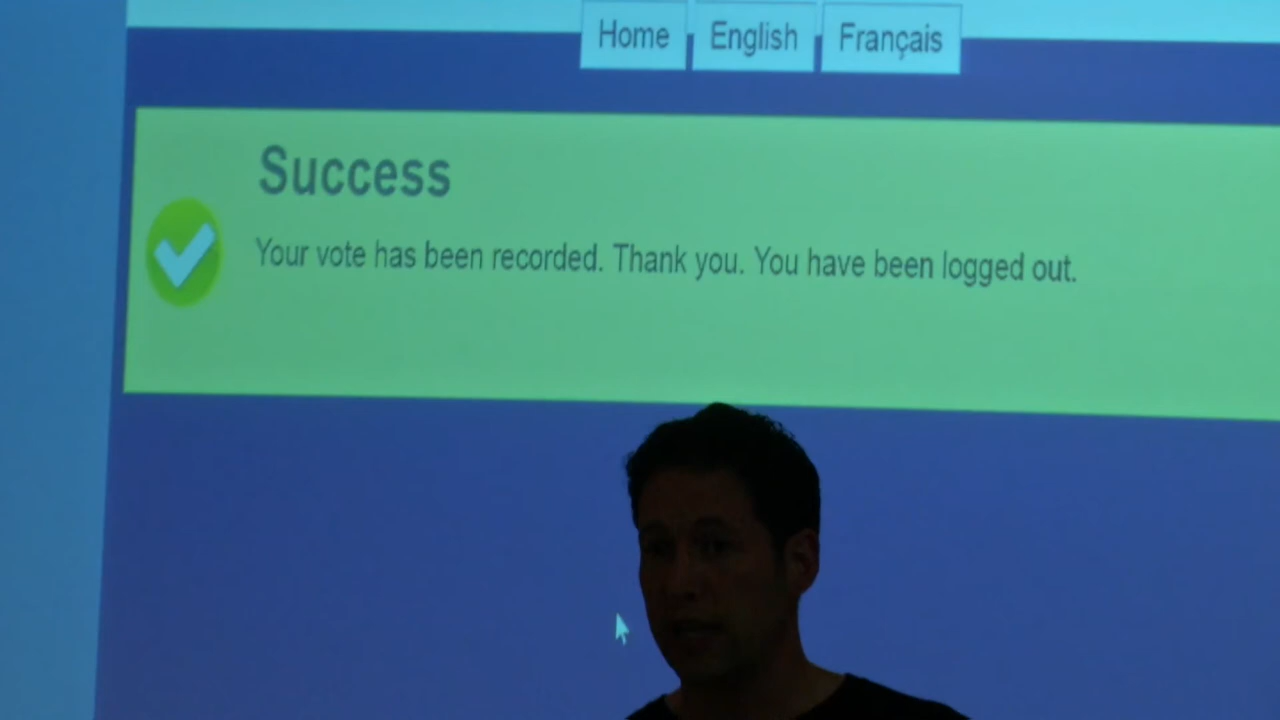 Home English Français
Success
Your vote has been recorded. Thank you. You have been logged out.